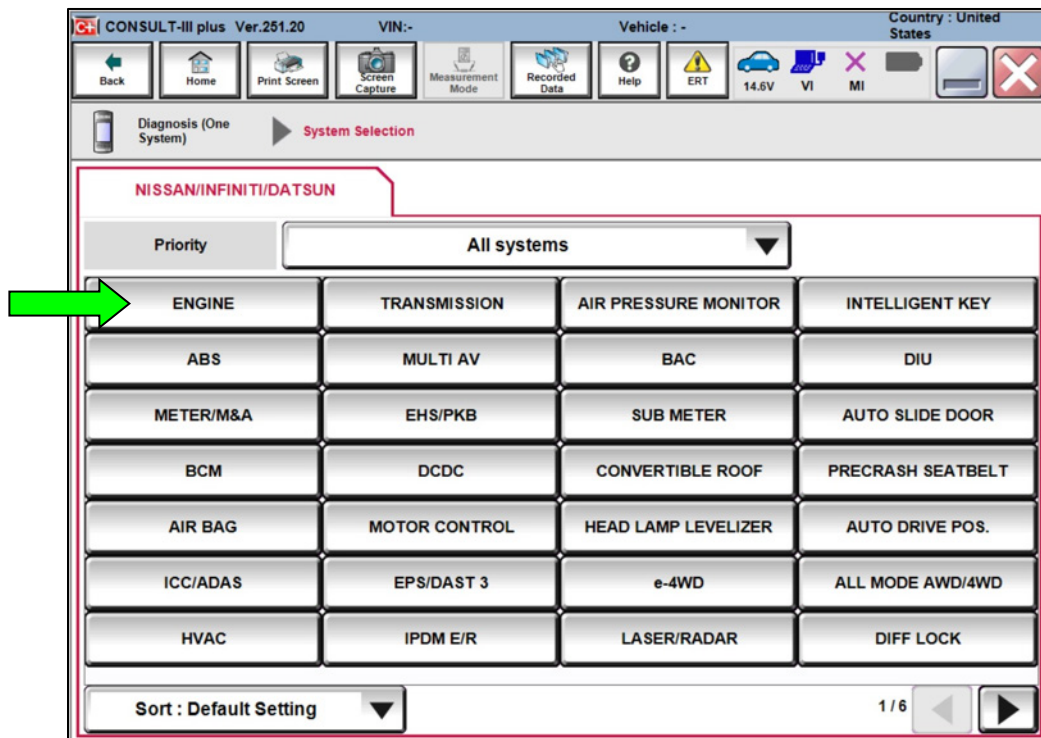 C+ CONSULT-III plus Ver.251.20 VIN:- Vehicle : - Country : United
States
Back Home Print Screen Screen
Capture Measurement
Mode Recorded
Data Help ERT 14.6V VI MI
Diagnosis (One
System) System Selection
NISSAN/INFINITI/DATSUN
Priority All systems
ENGINE TRANSMISSION AIR PRESSURE MONITOR INTELLIGENT KEY
ABS MULTI AV BAC DIU
METER/M&A EHS/PKB SUB METER AUTO SLIDE DOOR
BCM DCDC CONVERTIBLE ROOF PRECRASH SEATBELT
AIR BAG MOTOR CONTROL HEAD LAMP LEVELIZER AUTO DRIVE POS.
ICC/ADAS EPS/DAST 3 e-4WD ALL MODE AWD/4WD
HVAC IPDM E/R LASER/RADAR DIFF LOCK
Sort : Default Setting 1 / 6